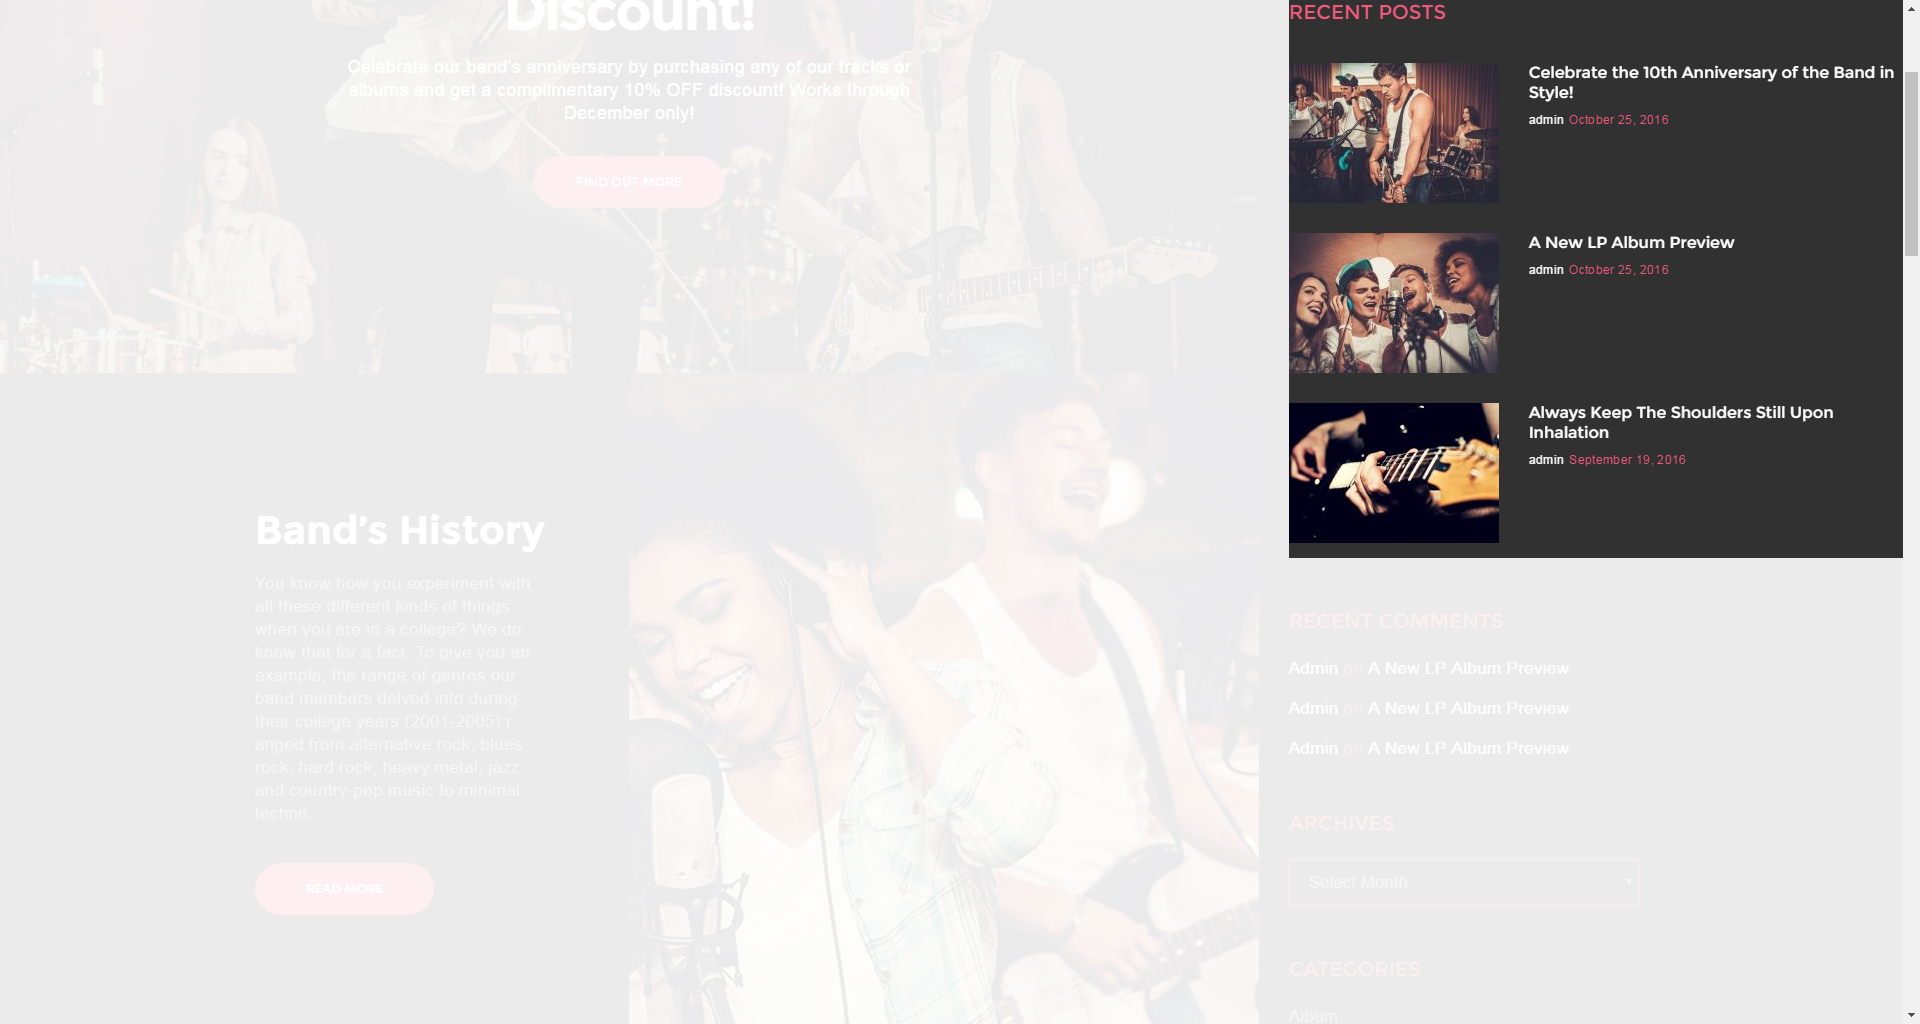 Discount!
Celebrate our band's anniversary by purchasing any of our tracks or
albums and get a complimentary 10% OFF discount! Works through
December only!
FIND OUT MORE
Band's History
You know how you experiment with
all these different kinds of things
when you are in a college? We do
know that for a fact. To give you an
example, the range of genres our
band members delved into during
their college years (2001-2005) r
anged from alternative rock, blues
rock, hard rock, heavy metal, jazz
and country-pop music to minimal
techno.
READ MORE
RECENT POSTS
Celebrate the 10th Anniversary of the Band in
Style!
admin October 25, 2016
A New LP Album Preview
admin October 25, 2016
Always Keep The Shoulders Still Upon
Inhalation
admin September 19, 2016
RECENT COMMENTS
Admin on A New LP Album Preview
Admin on A New LP Album Preview
Admin on A New LP Album Preview
ARCHIVES
Select Month
CATEGORIES
Album